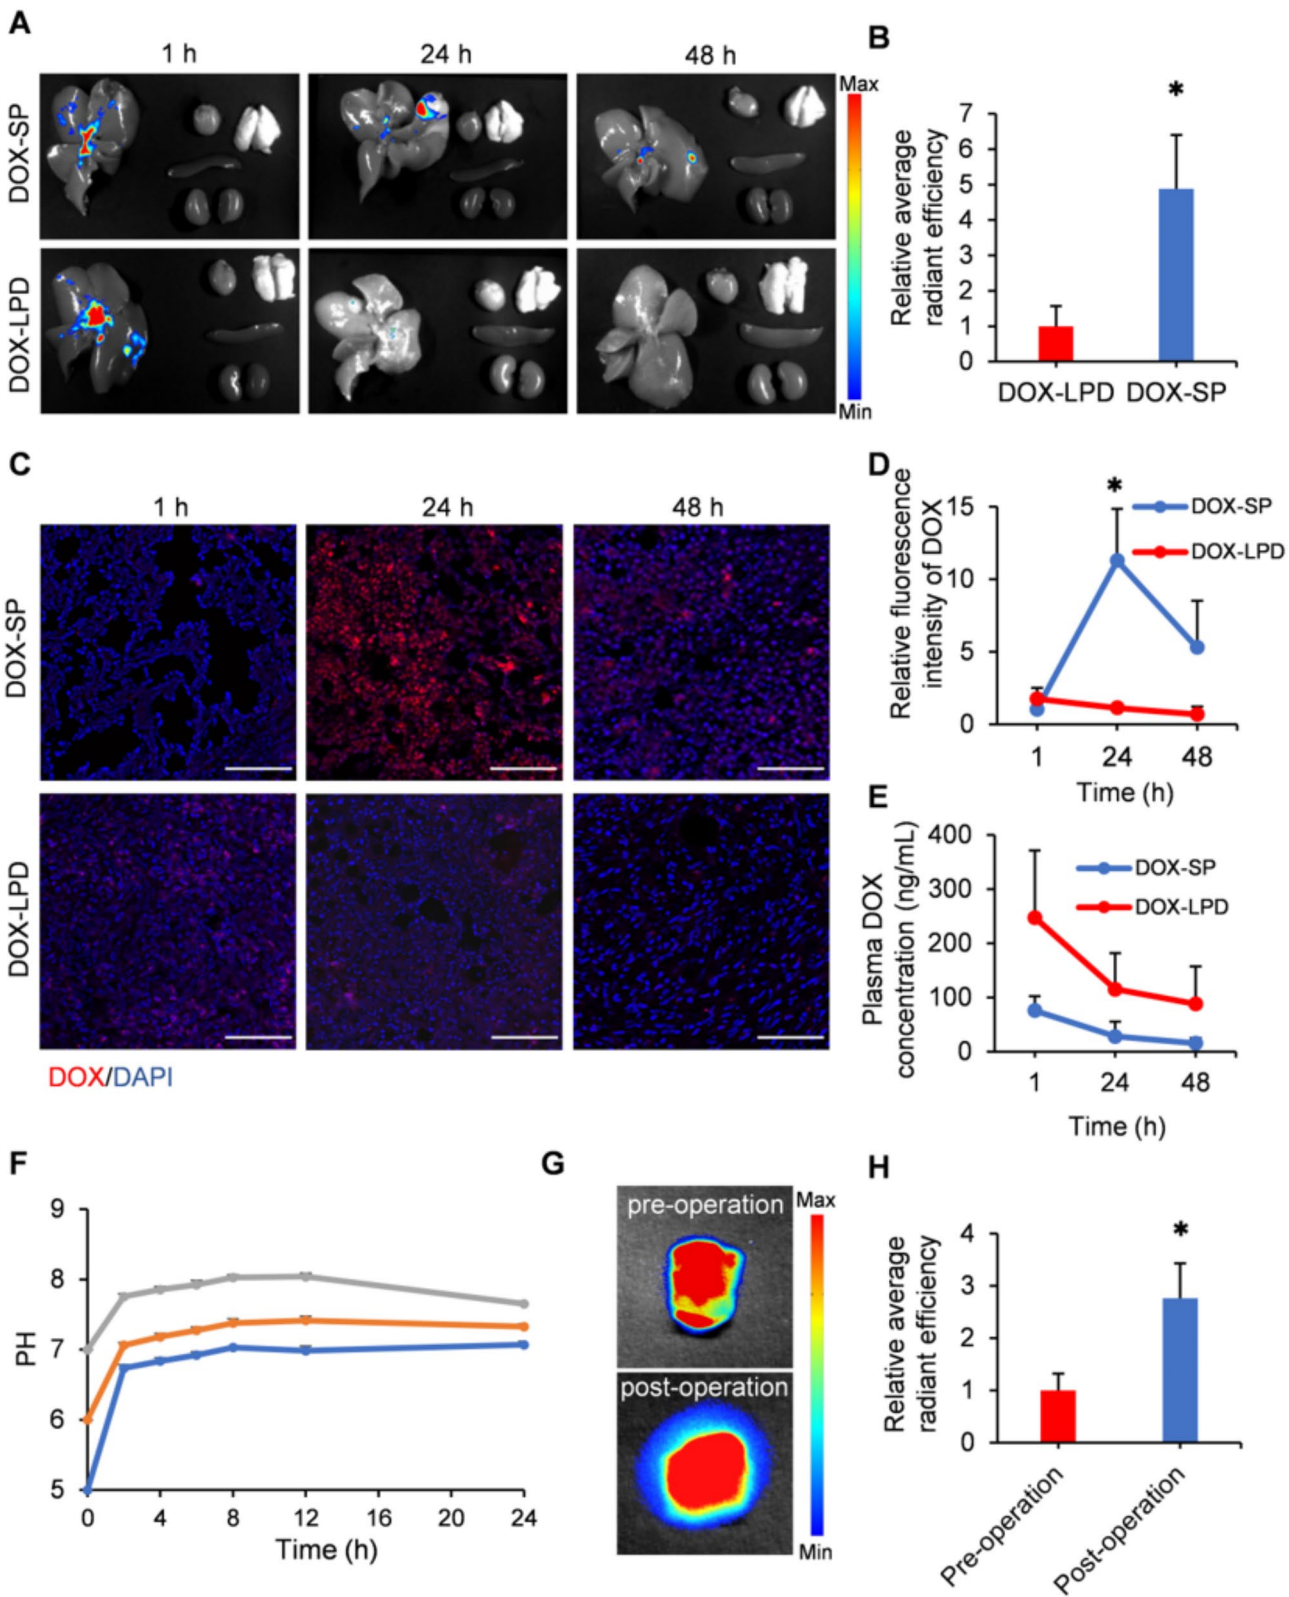 A
1 h
24 h
48 h
DOX-SP
DOX-LPD
Max
Min
B
*
Relative average
radiant efficiency
7
6
5
4
3
2
1
0
DOX-LPD DOX-SP
C
1 h
24 h
48 h
DOX-SP
DOX-LPD
DOX/DAPI
D
*
Relative fluorescence
intensity of DOX
15
10
5
0
DOX-SP
DOX-LPD
1 24 48
Time (h)
E
Plasma DOX
concentration (ng/mL)
400
300
200
100
0
DOX-SP
DOX-LPD
1 24 48
Time (h)
F
PH
9
8
7
6
5
0 4 8 12 16 20 24
Time (h)
G
pre-operation
post-operation
Max
Min
H
*
Relative average
radiant efficiency
4
3
2
1
0
Pre-operation
Post-operation